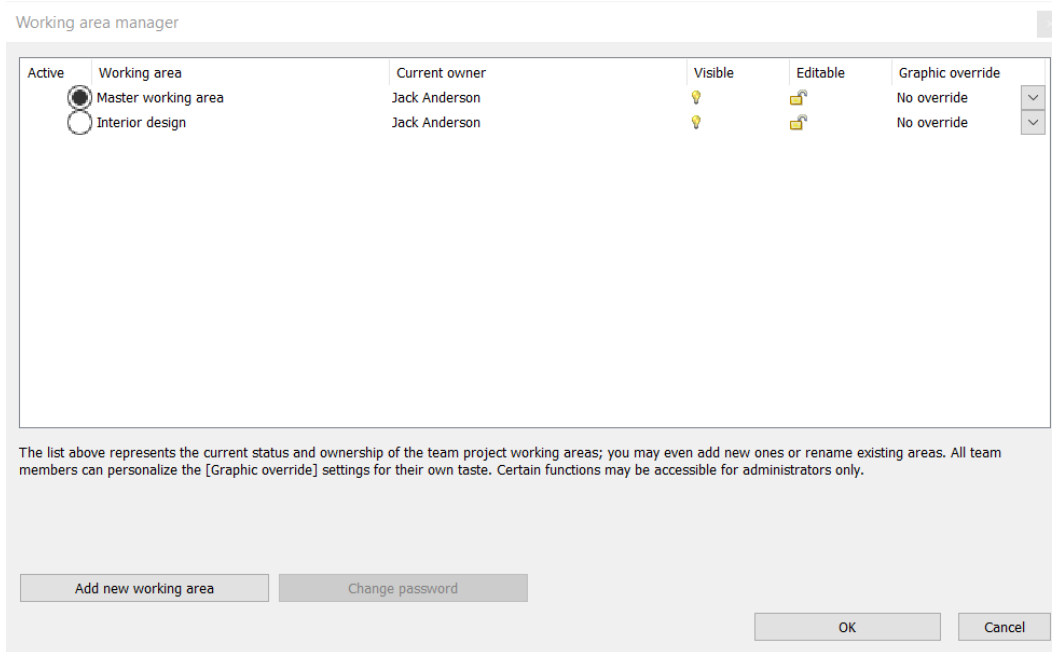 Working area manager
Active Working area Current owner Visible Editable Graphic override
Master working area Jack Anderson No override
Interior design Jack Anderson No override
The list above represents the current status and ownership of the team project working areas; you may even add new ones or rename existing areas. All team
members can personalize the [Graphic override] settings for their own taste. Certain functions may be accessible for administrators only.
Add new working area Change password
OK Cancel